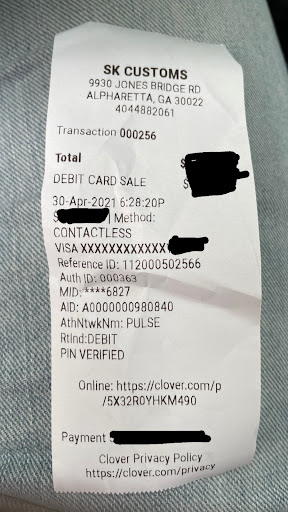 SK CUSTOMS
9930 JONES BRIDGE RD
ALPHARETTA, GA 30022
4044882061
Transaction 000256
Total $
DEBIT CARD SALE $
30-Apr-2021 6:28:20P
$ | Method:
CONTACTLESS
VISA XXXXXXXXXXXX
Reference ID: 112000502566
Auth ID: 000363
MID: ****6827
AID: A0000000980840
AthNtwkNm: PULSE
RtInd:DEBIT
PIN VERIFIED
Online: https://clover.com/p
/5X32R0YHKM490
Payment
Clover Privacy Policy
https://clover.com/privacy